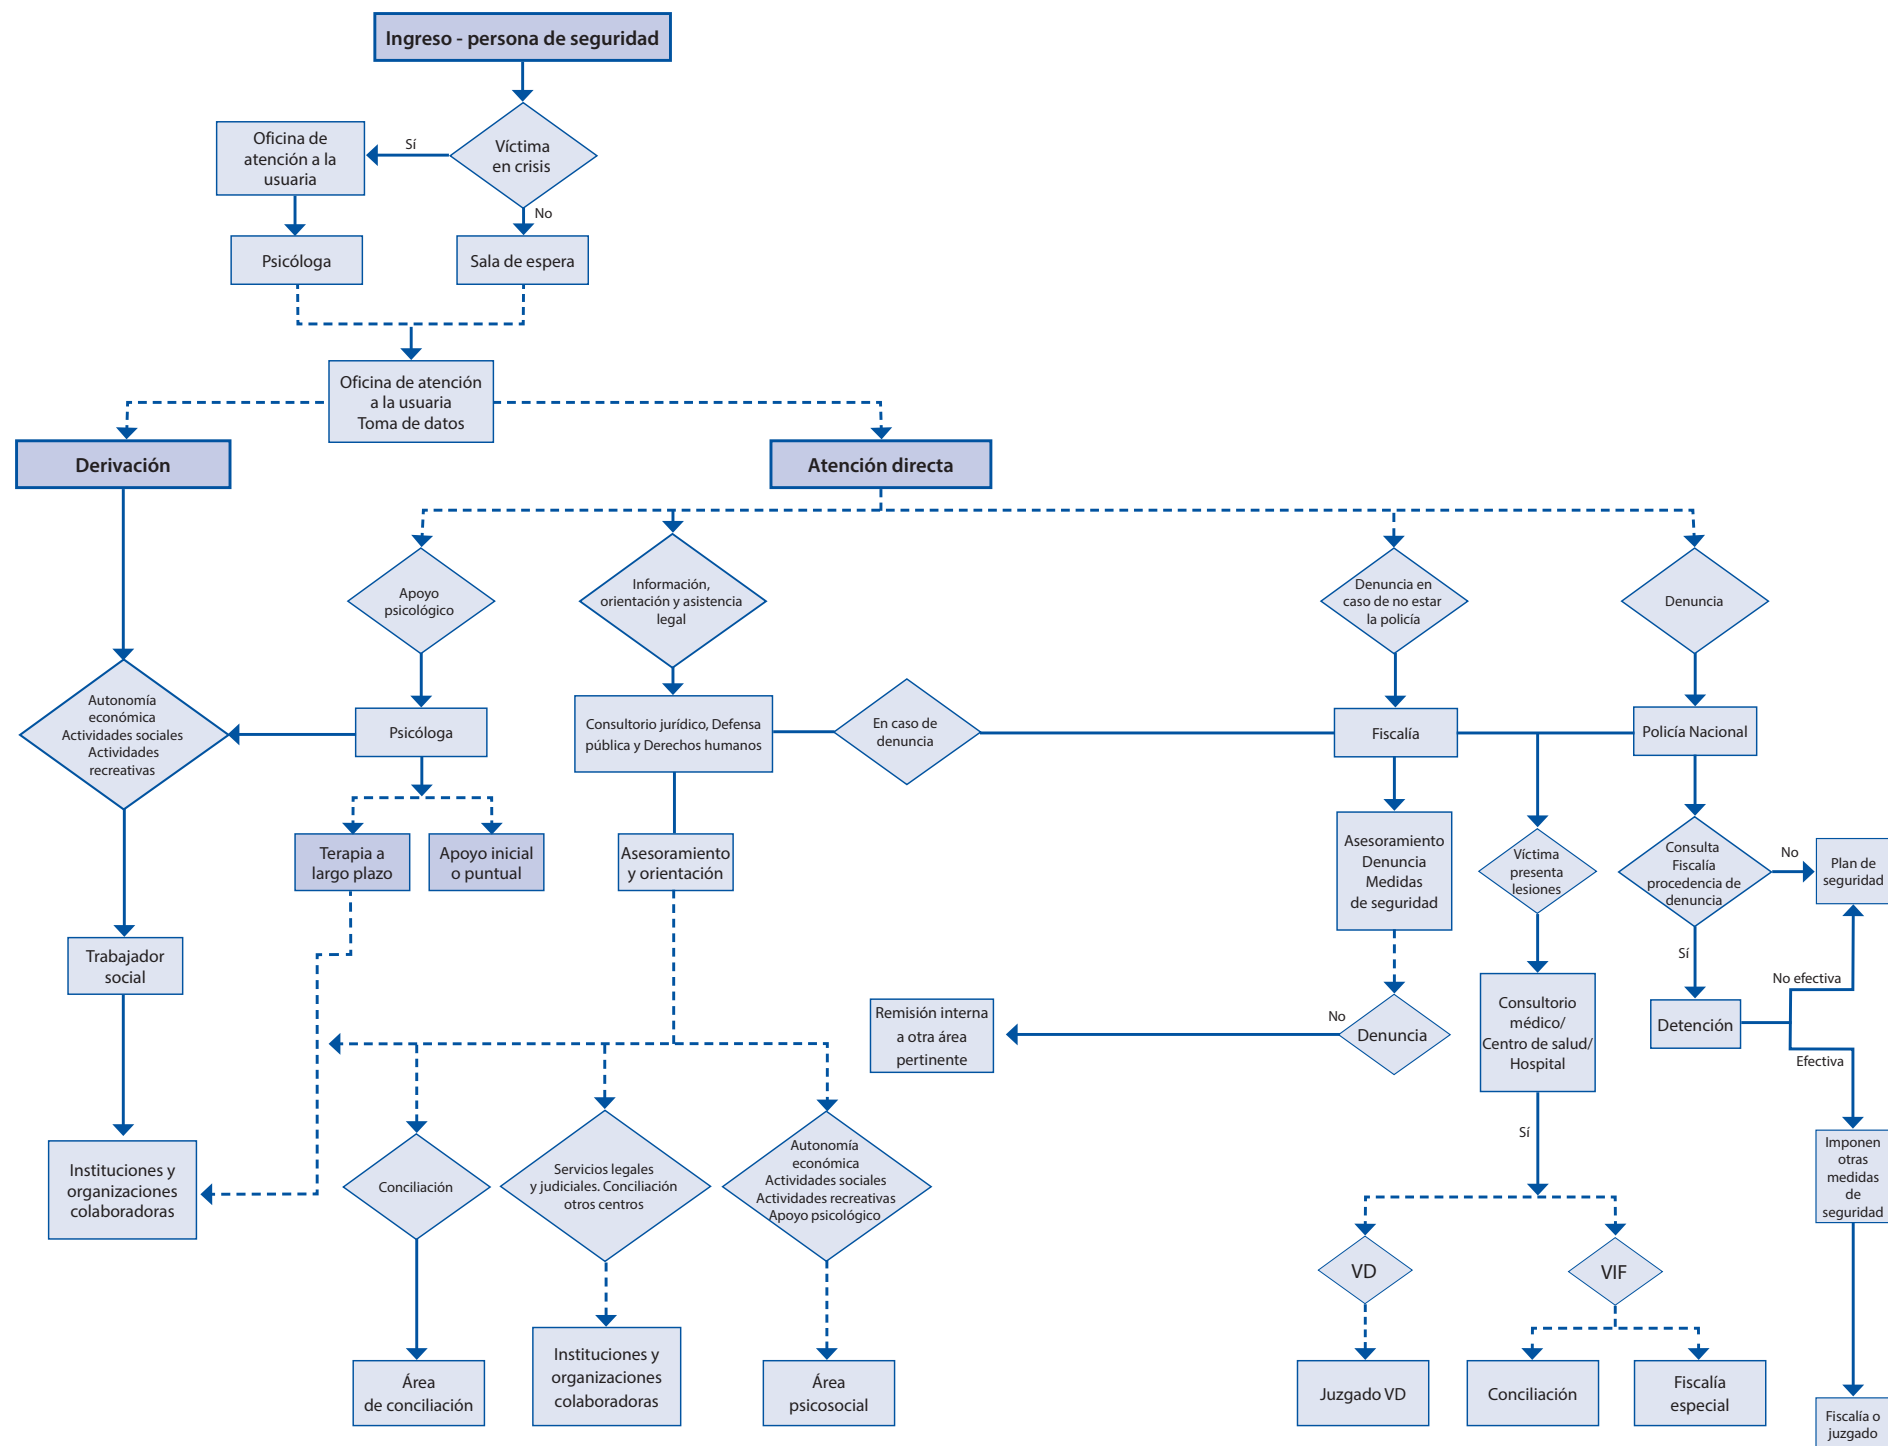 Ingreso - persona de seguridad
Víctima
en crisis
Sí
No
Oficina de
atención a la
usuaria
Psicóloga
Sala de espera
Oficina de atención
a la usuaria
Toma de datos
Derivación
Atención directa
Apoyo
psicológico
Información,
orientación y asistencia
legal
Denuncia en
caso de no estar
la policía
Denuncia
Autonomía
económica
Actividades sociales
Actividades
recreativas
Psicóloga
Consultorio jurídico, Defensa
pública y Derechos humanos
En caso de
denuncia
Fiscalía
Policía Nacional
Terapia a
largo plazo
Apoyo inicial
o puntual
Asesoramiento
y orientación
Asesoramiento
Denuncia
Medidas
de seguridad
Víctima
presenta
lesiones
Consulta
Fiscalía
procedencia de
denuncia
No
Plan de
seguridad
Sí
Trabajador
social
Remisión interna
a otra área
pertinente
No
Denuncia
Consultorio
médico/
Centro de salud/
Hospital
Detención
No efectiva
Efectiva
Sí
Instituciones y
organizaciones
colaboradoras
Conciliación
Servicios legales
y judiciales. Conciliación
otros centros
Autonomía
económica
Actividades sociales
Actividades recreativas
Apoyo psicológico
Imponen
otras
medidas
de
seguridad
VD
VIF
Área
de conciliación
Instituciones y
organizaciones
colaboradoras
Área
psicosocial
Juzgado VD
Conciliación
Fiscalía
especial
Fiscalía o
juzgado